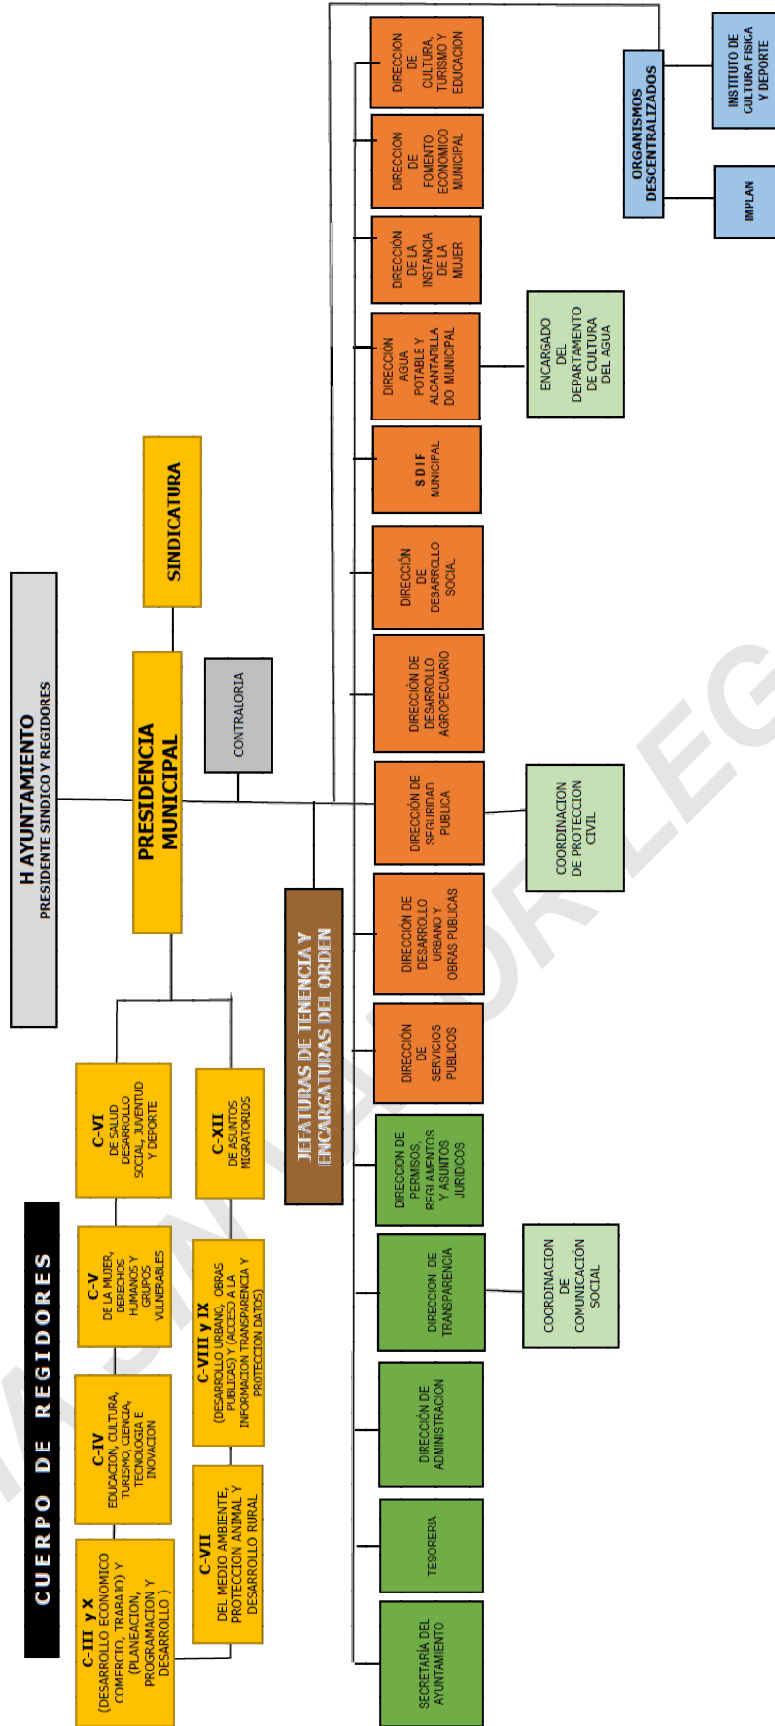 H AYUNTAMIENTO
PRESIDENTE SINDICO Y REGIDORES
PRESIDENCIA
MUNICIPAL
SINDICATURA
CONTRALORIA
CUERPO DE REGIDORES
C-III y X
(DESARROLLO ECONOMICO
COMERCIO, TRABAJO) Y
(PLANEACION,
PROGRAMACION Y
DESARROLLO )
C-IV
EDUCACION, CULTURA,
TURISMO, CIENCIA,
TECNOLOGIA E
INOVACION
C-V
DE LA MUJER,
DERECHOS
HUMANOS Y
GRUPOS
VULNERABLES
C-VI
DE SALUD
DESARROLLO
SOCIAL, JUVENTUD
Y DEPORTE
C-VII
DEL MEDIO AMBIENTE,
PROTECCION ANIMAL Y
DESARROLLO RURAL
C-VIII y IX
(DESARROLLO URBANO, OBRAS
PUBLICAS) Y (ACCESO A LA
INFORMACION TRANSPARENCIA Y
PROTECCION DATOS)
C-XII
DE ASUNTOS
MIGRATORIOS
JEFATURAS DE TENENCIA Y
ENCARGATURAS DEL ORDEN
SECRETARÍA DEL
AYUNTAMIENTO
TESORERIA
DIRECCIÓN DE
ADMINISTRACION
DIRECCION DE
TRANSPARENCIA
DIRECCION DE
PERMISOS,
REGLAMENTOS
Y ASUNTOS
JURIDICOS
DIRECCIÓN
DE
SERVICIOS
PUBLICOS
DIRECCIÓN DE
DESARROLLO
URBANO Y
OBRAS PUBLICAS
DIRECCIÓN DE
SEGURIDAD
PUBLICA
DIRECCIÓN DE
DESARROLLO
AGROPECUARIO
DIRECCIÓN
DE
DESARROLLO
SOCIAL
SDIF
MUNICIPAL
DIRECCIÓN
AGUA
POTABLE Y
ALCANTARILLA
DO MUNICIPAL
DIRECCIÓN
DE LA
INSTANCIA
DE LA
MUJER
DIRECCION
DE
FOMENTO
ECONOMICO
MUNICIPAL
DIRECCION
DE
CULTURA,
TURISMO Y
EDUCACION
COORDINACION
DE
COMUNICACIÓN
SOCIAL
COORDINACION
DE PROTECCION
CIVIL
ENCARGADO
DEL
DEPARTAMENTO
DE CULTURA
DEL AGUA
ORGANISMOS
DESCENTRALIZADOS
IMPLAN
INSTITUTO DE
CULTURA FISICA
Y DEPORTE
SIN VALOR LEG